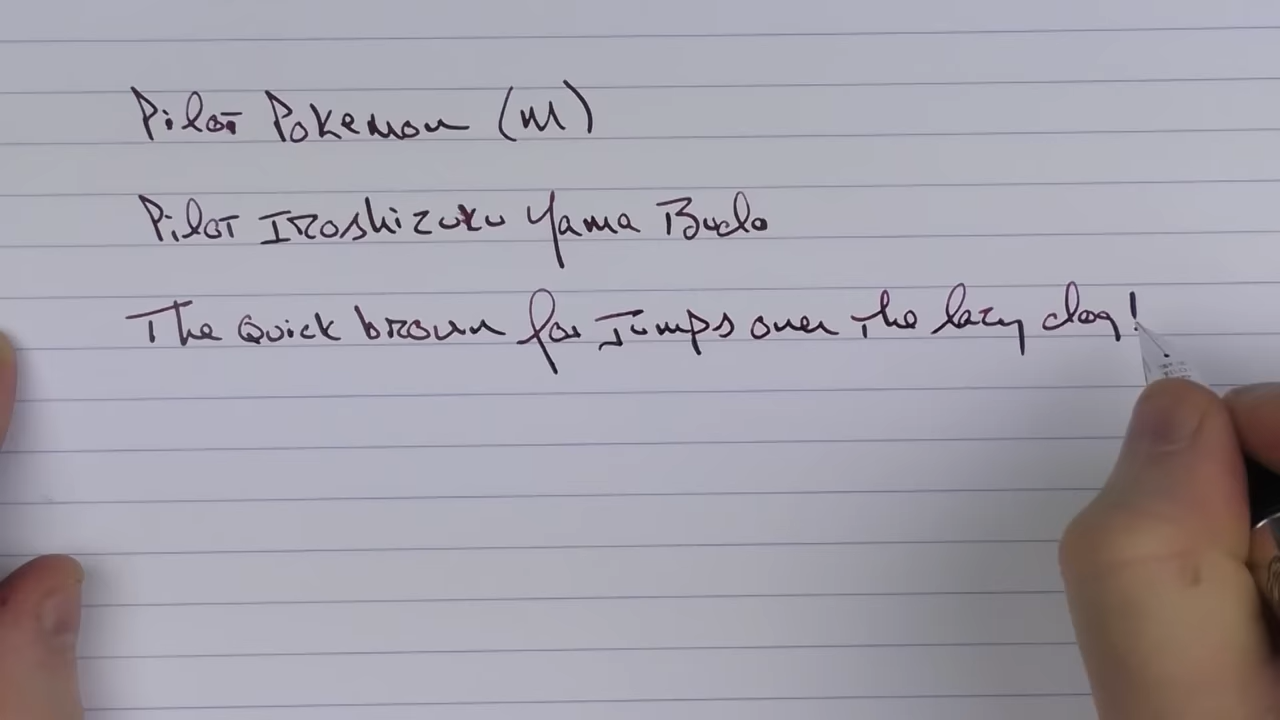 Pilot Pokemon (M)
Pilot Iroshizuku Yama Budo
The Quick brown fox Jumps over the lazy dog!